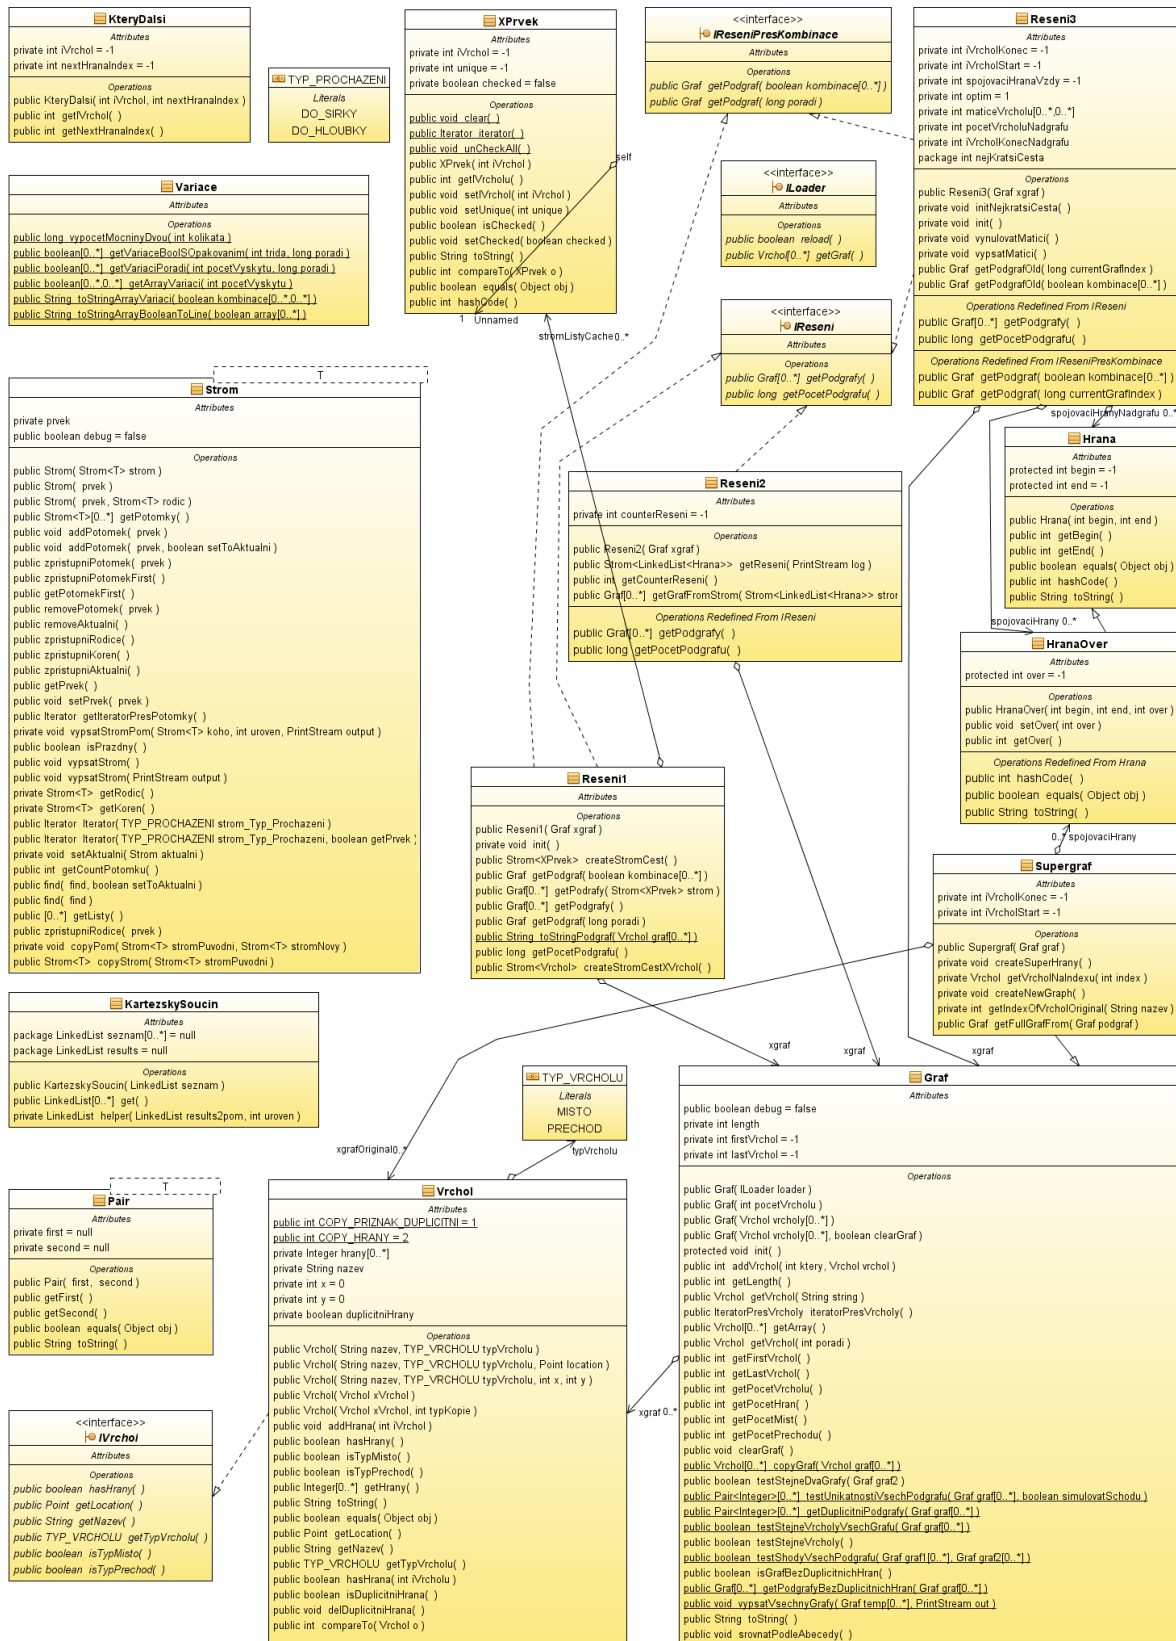 KteryDalsi
Attributes
private int iVrchol = -1
private int nextHranaIndex = -1
Operations
public KteryDalsi( int iVrchol, int nextHranaIndex )
public int getIVrchol( )
public int getNextHranaIndex( )
TYP_PROCHAZENI
Literals
DO_SIRKY
DO_HLOUBKY
XPrvek
Attributes
private int iVrhol = -1
private int unique = -1
private boolean checked = false
Operations
public void clear( )
public Iterator iterator( )
public void unCheckAll( )
public XPrvek( int iVrchol )
public int getIVrcholu( )
public void setIVrchol( int iVrchol )
public void setUnique( int unique )
public boolean isChecked( )
public void setChecked( boolean checked )
public String toString( )
public int compareTo( XPrvek o )
public boolean equals( Object obj )
public int hashCode( )
self
1 Unnamed
stromListyCache 0..*
<<interface>>
IReseniPresKombinace
Attributes
Operations
public Graf getPodgraf( boolean kombinace[0..*] )
public Graf getPodgraf( long poradi )
<<interface>>
ILoader
Attributes
Operations
public boolean reload( )
public Vrchol[0..*] getGraf( )
<<interface>>
IReseni
Attributes
Operations
public Graf[0..*] getPodgrafy( )
public long getPocetPodgrafu( )
Reseni3
Attributes
private int iVrcholKonec = -1
private int iVrcholStart = -1
private int spojovaciHranaVzdy = -1
private int optim = 1
private int maticeVrcholu[0..*,0..*]
private int pocetVrcholuNadgrafu
private int iVrcholKonecNadgrafu
package int nejKratsiCesta
Operations
public Reseni3( Graf xgraf )
private void initNejkratsiCesta( )
private void init( )
private void vynulovatMatici( )
private void vypsatMatici( )
public Graf getPodgrafOld( long currentGrafIndex )
public Graf getPodgrafOld( boolean kombinace[0..*] )
Operations Redefined From IReseni
public Graf[0..*] getPodgrafy( )
public long getPocetPodgrafu( )
Operations Redefined From IReseniPresKombinace
public Graf getPodgraf( boolean kombinace[0..*] )
public Graf getPodgraf( long currentGrafIndex )
spojovaciHranyNadgrafu 0..*
Variace
Attributes
Operations
public long vypocetMocninyDvou( int kolikata )
public boolean[0..*] getVariaceBoolSOpakovanim( int trida, long poradi )
public boolean[0..*] getVariaciPoradi( int pocetVyskytu, long poradi )
public boolean[0..*,0..*] getArrayVariaci( int pocetVyskytu )
public String toStringArrayVariaci( boolean kombinace[0..*,0..*] )
public String toStringArrayBooleanToLine( boolean array[0..*] )
T
Strom
Attributes
private prvek
public boolean debug = false
Operations
public Strom( Strom<T> strom )
public Strom( prvek )
public Strom( prvek, Strom<T> rodic )
public Strom<T>[0..*] getPotomky( )
public void addPotomek( prvek )
public void addPotomek( prvek, boolean setToAktualni )
public zpristupniPotomek( prvek )
public zpristupniPotomekFirst( )
public getPotomekFirst( )
public removePotomek( prvek )
public removeAktualni( )
public zpristupniRodice( )
public zpristupniKoren( )
public zpristupniAktualni( )
public getPrvek( )
public void setPrvek( prvek )
public Iterator getIteratorPresPotomky( )
private void vypsatStromPom( Strom<T> koho, int uroven, PrintStream output )
public boolean isPrazdny( )
public void vypsatStrom( )
public void vypsatStrom( PrintStream output )
private Strom<T> getRodic( )
private Strom<T> getKoren( )
public Iterator Iterator( TYP_PROCHAZENI strom_Typ_Prochazeni )
public Iterator Iterator( TYP_PROCHAZENI strom_Typ_Prochazeni, boolean getPrvek )
private void setAktualni( Strom aktualni )
public int getCountPotomku( )
public find( find, boolean setToAktualni )
public find( find )
public [0..*] getListy( )
public zpristupniRodice( prvek )
private void copyPom( Strom<T> stromPuvodni, Strom<T> stromNovy )
public Strom<T> copyStrom( Strom<T> stromPuvodni )
Reseni2
Attributes
private int counterReseni = -1
Operations
public Reseni2( Graf xgraf )
public Strom<LinkedList<Hrana>> getReseni( PrintStream log )
public int getCounterReseni( )
public Graf[0..*] getGrafFromStrom( Strom<LinkedList<Hrana>> stror
Operations Redefined From IReseni
public Graf[0..*] getPodgrafy( )
public long getPocetPodgrafu( )
Hrana
Attributes
protected int begin = -1
protected int end = -1
Operations
public Hrana( int begin, int end )
public int getBegin( )
public int getEnd( )
public boolean equals( Object obj )
public int hashCode( )
public String toString( )
spojovaciHrany 0..*
HranaOver
Attributes
protected int over = -1
Operations
public HranaOver( int begin, int end, int over )
public void setOver( int over )
public int getOver( )
Operations Redefined From Hrana
public int hashCode( )
public boolean equals( Object obj )
public String toString( )
0..* spojovaciHrany
Reseni1
Attributes
Operations
public Reseni1( Graf xgraf )
private void init( )
public Strom<XPrvek> createStromCest( )
public Graf getPodgraf( boolean kombinace[0..*] )
public Graf[0..*] getPodrafy( Strom<XPrvek> strom )
public Graf[0..*] getPodgrafy( )
public Graf getPodgraf( long poradi )
public String toStringPodgraf( Vrchol graf[0..*] )
public long getPocetPodgrafu( )
public Strom<Vrchol> createStromCestXVrchol( )
Supergraf
Attributes
private int iVrcholKonec = -1
private int iVrcholStart = -1
Operations
public Supergraf( Graf graf )
private void createSuperHrany( )
private Vrchol getVrcholNaIndexu( int index )
private void createNewGraph( )
private int getIndexOfVrcholOriginal( String nazev )
public Graf getFullGrafFrom( Graf podgraf )
KartezskySoucin
Attributes
package LinkedList seznam[0..*] = null
package LinkedList results = null
Operations
public KartezskySoucin( LinkedList seznam )
public LinkedList[0..*] get( )
private LinkedList helper( LinkedList results2pom, int uroven )
xgraf
xgraf
xgraf
TYP_VRCHOLU
Literals
MISTO
PRECHOD
xgrafOriginal 0..*
typVrcholu
T
Pair
Attributes
private first = null
private second = null
Operations
public Pair( first, second )
public getFirst( )
public getSecond( )
public boolean equals( Object obj )
public String toString( )
<<interface>>
IVrchol
Attributes
Operations
public boolean hasHrany( )
public Point getLocation( )
public String getNazev( )
public TYP_VRCHOLU getTypVrcholu( )
public boolean isTypMisto( )
public boolean isTypPrechod( )
Vrchol
Attributes
public int COPY_PRIZNAK_DUPLICITNI = 1
public int COPY_HRANY = 2
private Integer hrany[0..*]
private String nazev
private int x = 0
private int y = 0
private boolean duplicitniHrany
Operations
public Vrchol( String nazev, TYP_VRCHOLU typVrcholu )
public Vrchol( String nazev, TYP_VRCHOLU typVrcholu, Point location )
public Vrchol( String nazev, TYP_VRCHOLU typVrcholu, int x, int y )
public Vrchol( Vrchol xVrchol )
public Vrchol( Vrchol xVrchol, int typKopie )
public void addHrana( int iVrchol )
public boolean hasHrany( )
public boolean isTypMisto( )
public boolean isTypPrechod( )
public Integer[0..*] getHrany( )
public String toString( )
public boolean equals( Object obj )
public Point getLocation( )
public String getNazev( )
public TYP_VRCHOLU getTypVrcholu( )
public boolean hasHrana( int iVrcholu )
public boolean isDuplicitniHrana( )
public void delDuplicitniHrana( )
public int compareTo( Vrchol o )
xgraf 0..*
Graf
Attributes
public boolean debug = false
private int length
private int firstVrchol = -1
private int lastVrchol = -1
Operations
public Graf( ILoader loader )
public Graf( int pocetVrcholu )
public Graf( Vrchol vrcholy[0..*] )
public Graf( Vrchol vrcholy[0..*], boolean clearGraf )
protected void init( )
public int addVrchol( int ktery, Vrchol vrchol )
public int getLength( )
public Vrchol getVrchol( String string )
public IteratorPresVrcholy iteratorPresVrcholy( )
public Vrchol[0..*] getArray( )
public Vrchol getVrchol( int poradi )
public int getFirstVrchol( )
public int getLastVrchol( )
public int getPocetVrcholu( )
public int getPocetHran( )
public int getPocetMist( )
public int getPocetPrechodu( )
public void clearGraf( )
public Vrchol[0..*] copyGraf( Vrchol graf[0..*] )
public boolean testStejneDvaGrafy( Graf graf2 )
public Pair<Integer>[0..*] testUnikatnostiVsechPodgrafu( Graf graf[0..*], boolean simulovatSchodu )
public Pair<Integer>[0..*] getDuplicitniPodgrafy( Graf graf[0..*] )
public boolean testStejneVrcholyVsechGrafu( Graf graf[0..*] )
public boolean testStejneVrcholy( )
public boolean testShodyVsechPodgrafu( Graf graf1[0..*], Graf graf2[0..*] )
public boolean isGrafBezDuplicitnichHran( )
public Graf[0..*] getPodgrafyBezDuplicitnichHran( Graf graf[0..*] )
public void vypsatVsechnyGrafy( Graf temp[0..*], PrintStream out )
public String toString( )
public void srovnatPodleAbecedy( )